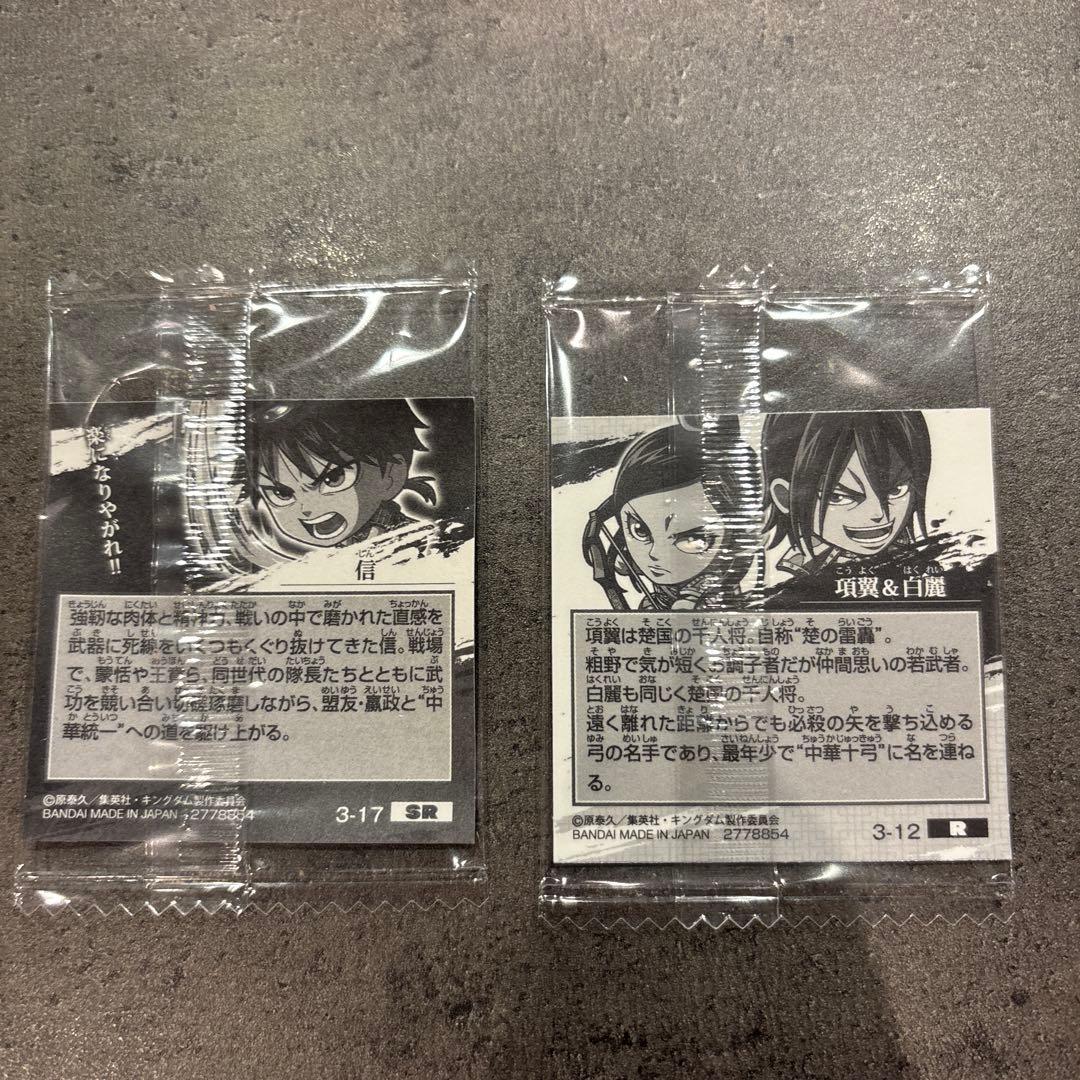 楽になりやがれ!!
じん
信
強靭な肉体と精神力、戦いの中で磨かれた直感を
武器に死線をいくつもくぐり抜けてきた信。戦場
で、蒙恬や王賁ら、同世代の隊長たちとともに武
功を競い合い切磋琢磨しながら、盟友・嬴政と“中
華統一”への道を駆け上がる。
©原泰久／集英社・キングダム製作委員会
BANDAI MADE IN JAPAN 2778854
3-17 SR
こうよく はくれい
項翼&白麗
項翼は楚国の千人将。自称“楚の雷轟”。
粗野で気が短くお調子者だが仲間思いの若武者。
白麗も同じく楚国の千人将。
遠く離れた距離からでも必殺の矢を撃ち込める
弓の名手であり、最年少で“中華十弓”に名を連ね
る。
©原泰久／集英社・キングダム製作委員会
BANDAI MADE IN JAPAN 2778854
3-12 R